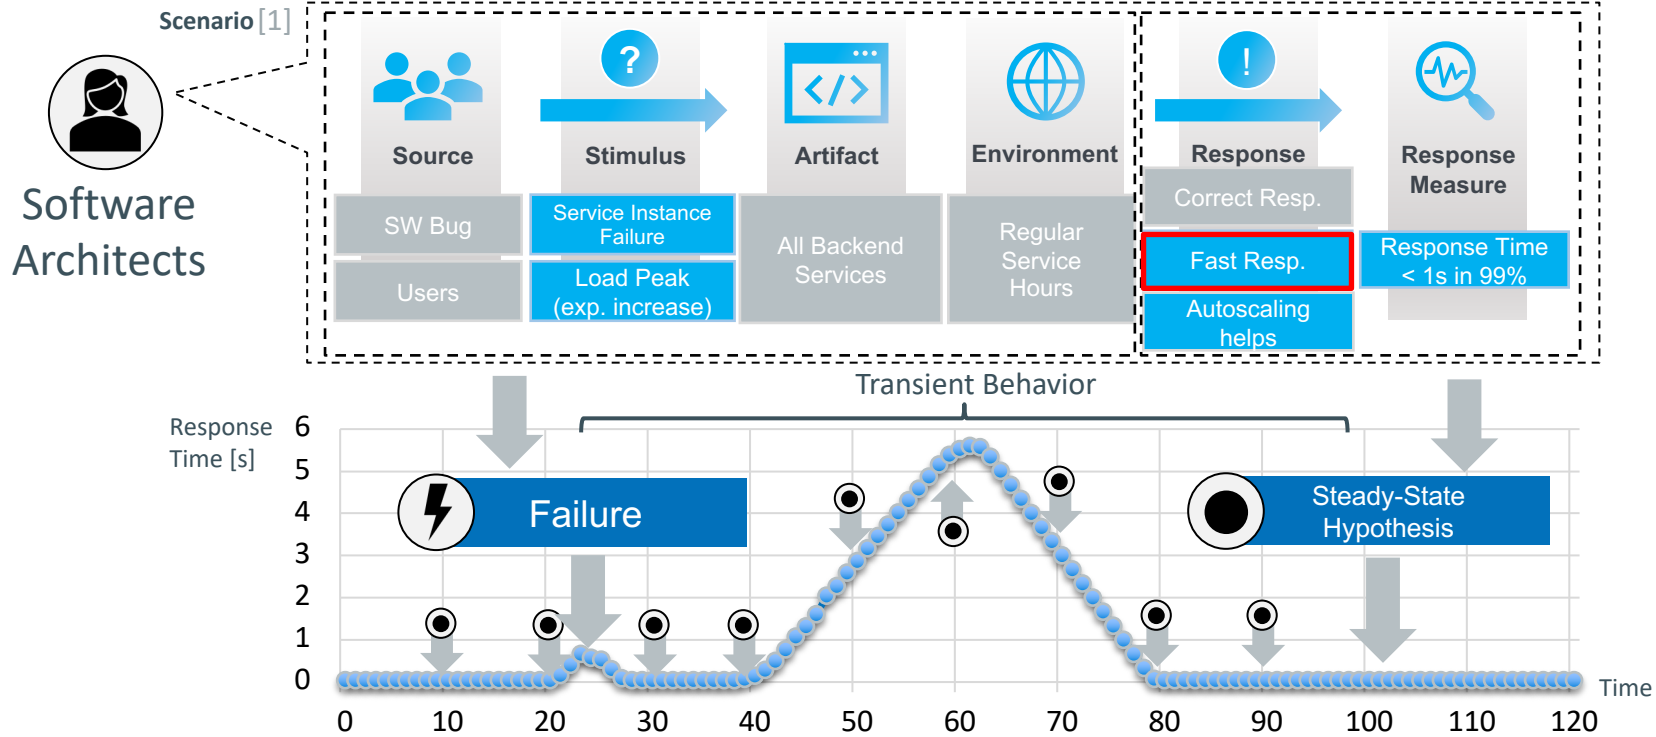 Scenario [1]
Software
Architects
?
</>
!
Source
Stimulus
Artifact
Environment
Response
Response
Measure
SW Bug
Users
Service Instance
Failure
Load Peak
(exp. increase)
All Backend
Services
Regular
Service
Hours
Correct Resp.
Fast Resp.
Autoscaling
helps
Response Time
< 1s in 99%
Transient Behavior
Response
Time [s]
6
5
4
3
2
1
0
Failure
Steady-State
Hypothesis
0 10 20 30 40 50 60 70 80 90 100 110 120
Time